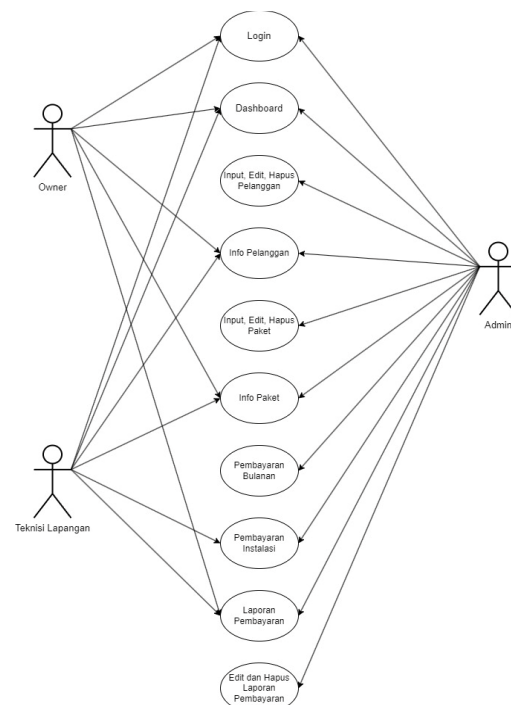 Login
Dashboard
Owner
Input, Edit, Hapus
Pelanggan
Info Pelanggan
Admin
Input, Edit, Hapus
Paket
Info Paket
Pembayaran
Bulanan
Teknisi Lapangan
Pembayaran
Instalasi
Laporan
Pembayaran
Edit dan Hapus
Laporan
Pembayaran